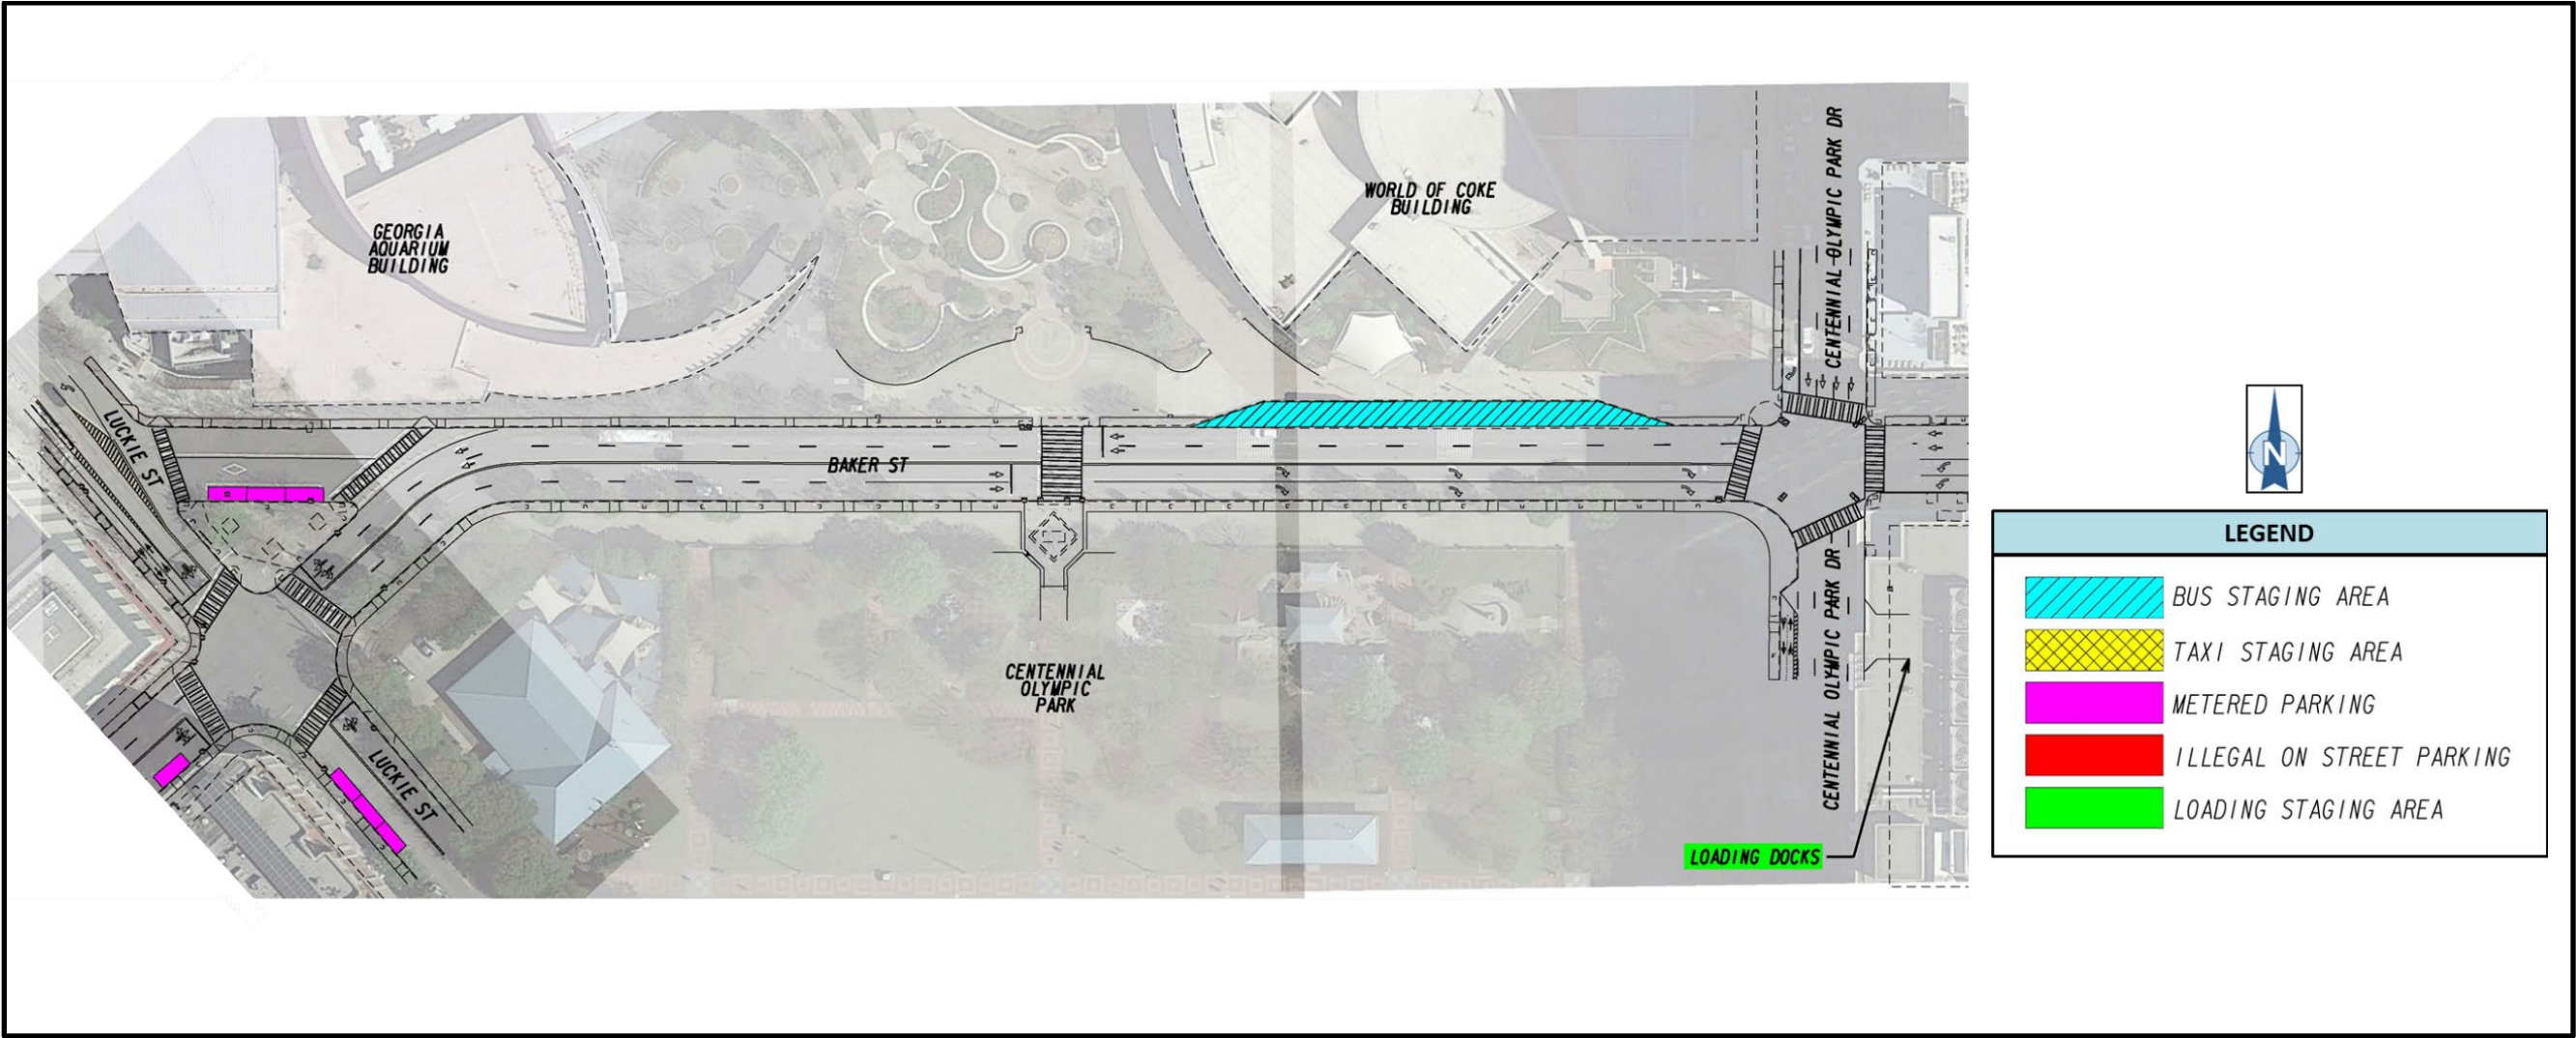 CENTENNIAL OLYMPIC PARK DR
WORLD OF COKE
BUILDING
GEORGIA
AQUARIUM
BUILDING
LUCKIE ST
BAKER ST
N
LEGEND
BUS STAGING AREA
TAXI STAGING AREA
METERED PARKING
ILLEGAL ON STREET PARKING
LOADING STAGING AREA
CENTENNIAL OLYMPIC PARK DR
CENTENNIAL
OLYMPIC
PARK
LUCKIE ST
LOADING DOCKS